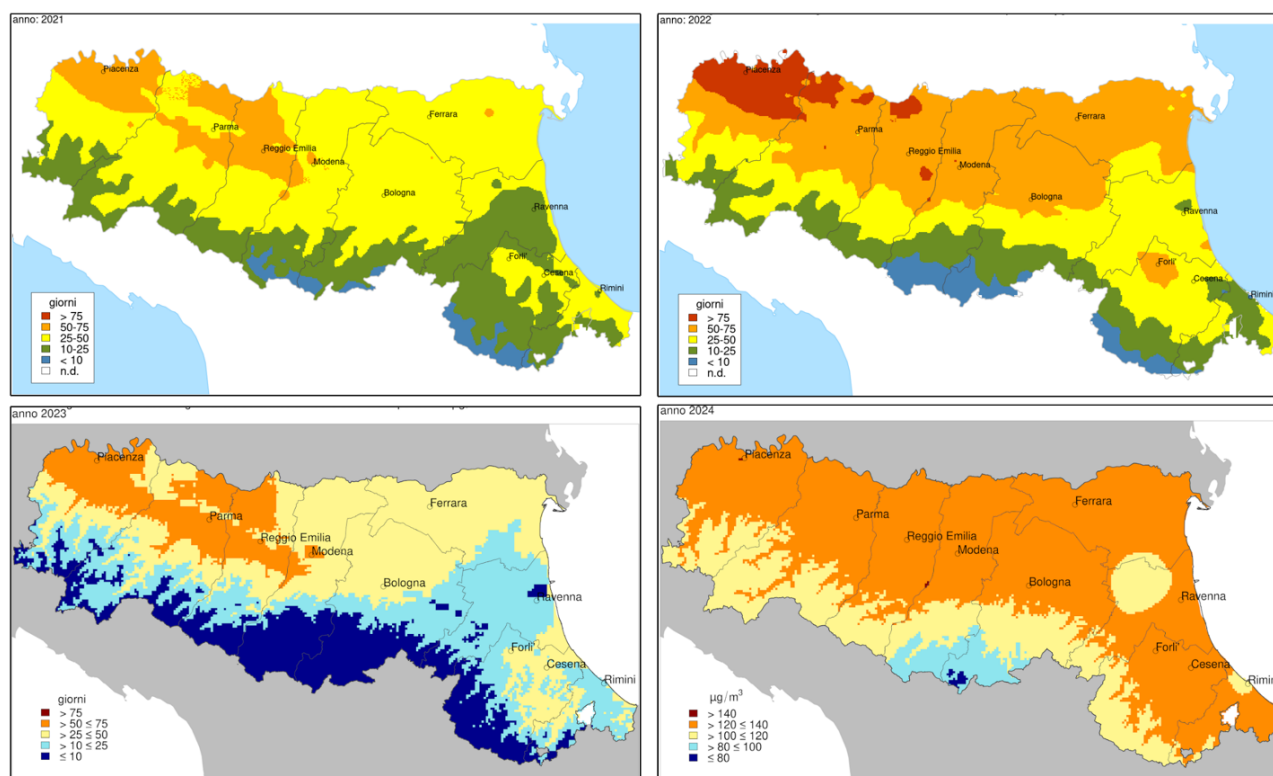 anno: 2021
Piacenza
Parma
Reggio Emilia
Modena
Ferrara
Bologna
Ravenna
Forli'
Cesena
Rimini
giorni
> 75
50-75
25-50
10-25
< 10
n.d.
anno: 2022
Piacenza
Parma
Reggio Emilia
Modena
Ferrara
Bologna
Ravenna
Forli'
Cesena
Rimini
giorni
> 75
50-75
25-50
10-25
< 10
n.d.
anno 2023
Piacenza
Parma
Reggio Emilia
Modena
Ferrara
Bologna
Ravenna
Forli'
Cesena
Rimini
giorni
> 75
> 50 ≤ 75
> 25 ≤ 50
> 10 ≤ 25
≤ 10
anno 2024
Piacenza
Parma
Reggio Emilia
Modena
Ferrara
Bologna
Ravenna
Forli'
Cesena
Rimini
µg/m³
> 140
> 120 ≤ 140
> 100 ≤ 120
> 80 ≤ 100
≤ 80